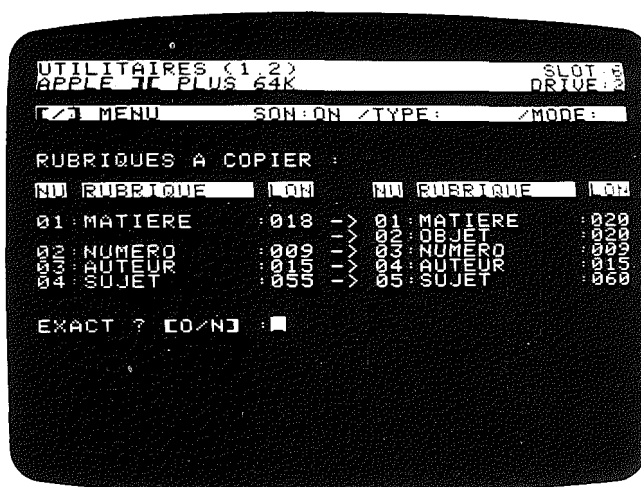 UTILITAIRES (1.2) SLOT:6
APPLE ][ PLUS 64K DRIVE:2
[/] MENU SON:ON /TYPE: /MODE:
RUBRIQUES A COPIER :
NU RUBRIQUE LON NU RUBRIQUE LON
01:MATIERE :018 -> 01:MATIERE :020
-> 02:OBJET :020
02:NUMERO :009 -> 03:NUMERO :009
03:AUTEUR :015 -> 04:AUTEUR :015
04:SUJET :055 -> 05:SUJET :060
EXACT ? [O/N] :